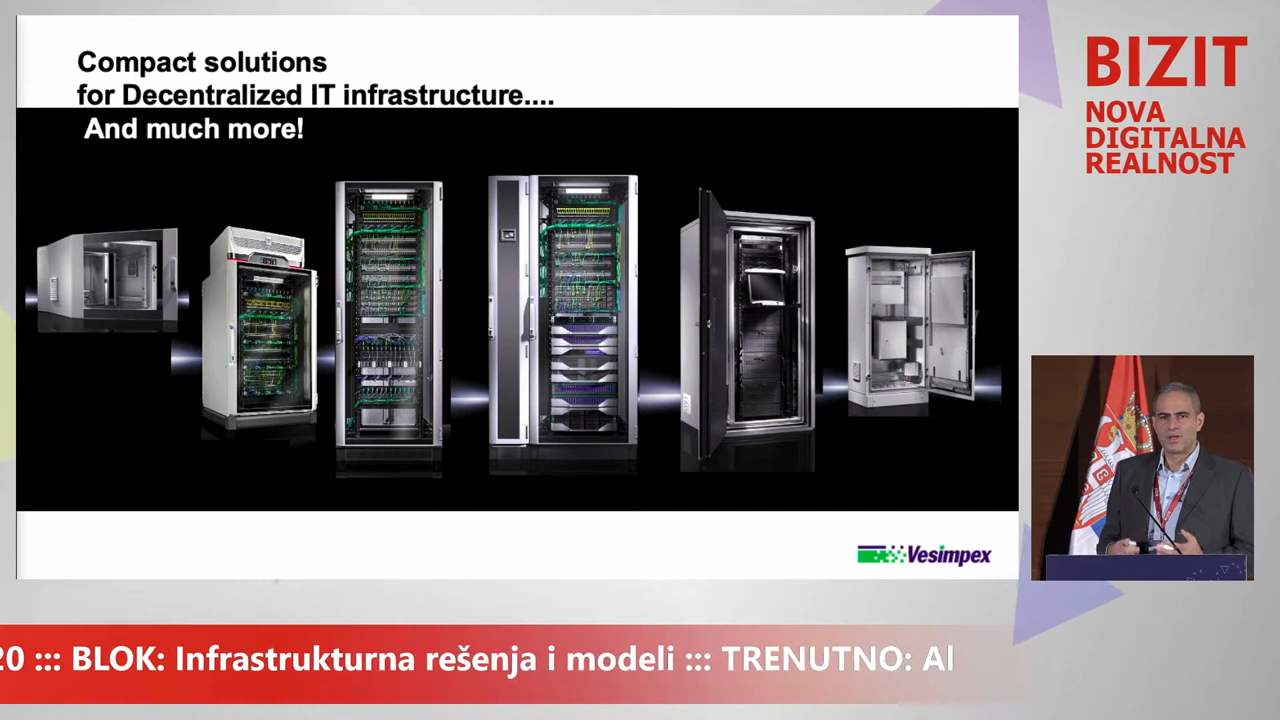 Compact solutions
for Decentralized IT infrastructure....
And much more!
BIZIT
NOVA
DIGITALNA
REALNOST
Vesimpex
20 ::: BLOK: Infrastrukturna rešenja i modeli ::: TRENUTNO: Al